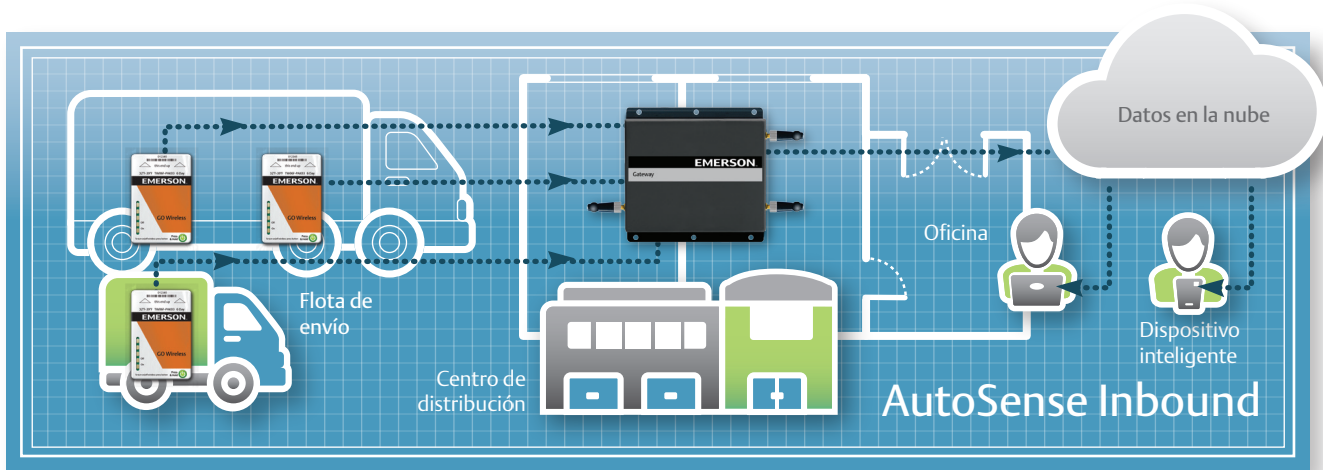 Datos en la nube
EMERSON
Gateway
EMERSON
GO Wireless
EMERSON
GO Wireless
Oficina
EMERSON
GO Wireless
Flota de
envío
Dispositivo
inteligente
Centro de
distribución
AutoSense Inbound